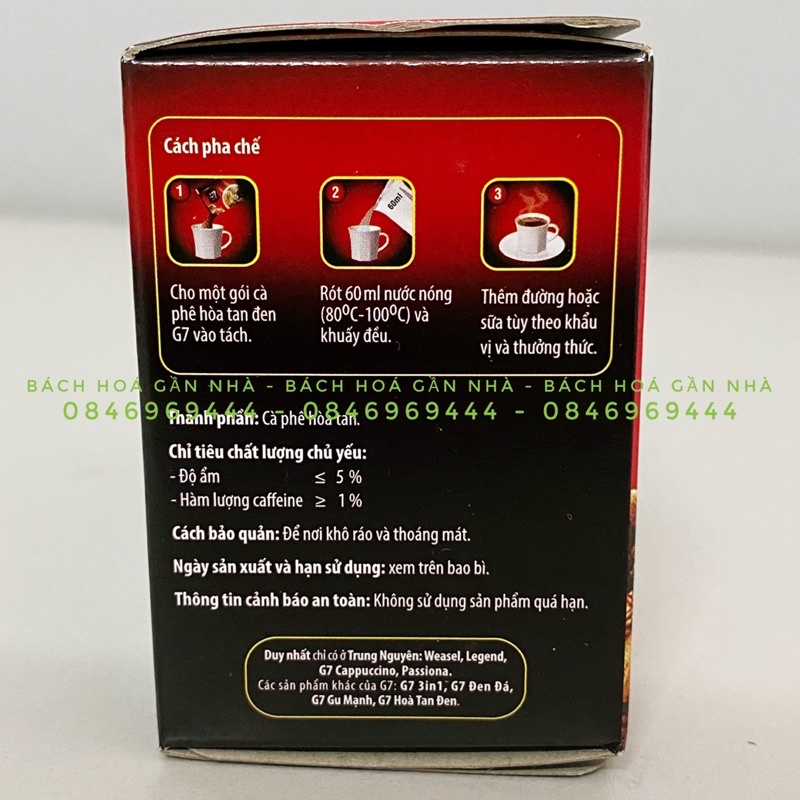 Cách pha chế
1
2
3
G7
60ml
Cho một gói cà
phê hòa tan đen
G7 vào tách.
Rót 60 ml nước nóng
(80ºC-100ºC) và
khuấy đều.
Thêm đường hoặc
sữa tùy theo khẩu
vị và thưởng thức.
BÁCH HOÁ GẦN NHÀ - BÁCH HOÁ GẦN NHÀ - BÁCH HOÁ GẦN NHÀ
0846969444 - 0846969444 - 0846969444
Thành phần: Cà phê hòa tan.
Chỉ tiêu chất lượng chủ yếu:
- Độ ẩm ≤ 5 %
- Hàm lượng caffeine ≥ 1 %
Cách bảo quản: Để nơi khô ráo và thoáng mát.
Ngày sản xuất và hạn sử dụng: xem trên bao bì.
Thông tin cảnh báo an toàn: Không sử dụng sản phẩm quá hạn.
Duy nhất chỉ có ở Trung Nguyên: Weasel, Legend,
G7 Cappuccino, Passiona.
Các sản phẩm khác của G7: G7 3in1, G7 Đen Đá,
G7 Gu Mạnh, G7 Hoà Tan Đen.